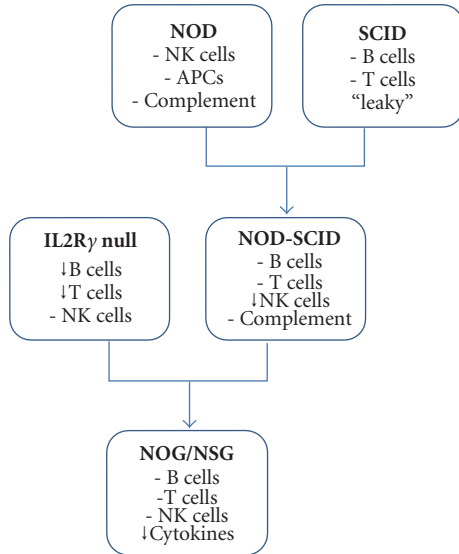 NOD
- NK cells
- APCs
- Complement
SCID
- B cells
- T cells
“leaky”
IL2Rγ null
↓B cells
↓T cells
- NK cells
NOD-SCID
- B cells
- T cells
↓NK cells
- Complement
NOG/NSG
- B cells
-T cells
- NK cells
↓Cytokines